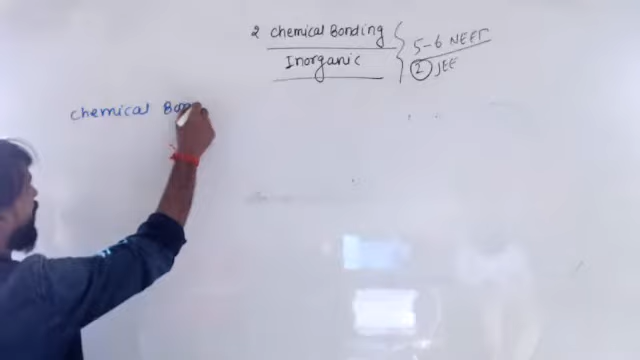 2 Chemical Bonding
Inorganic
5-6 NEET
2 JEE
chemical Bon